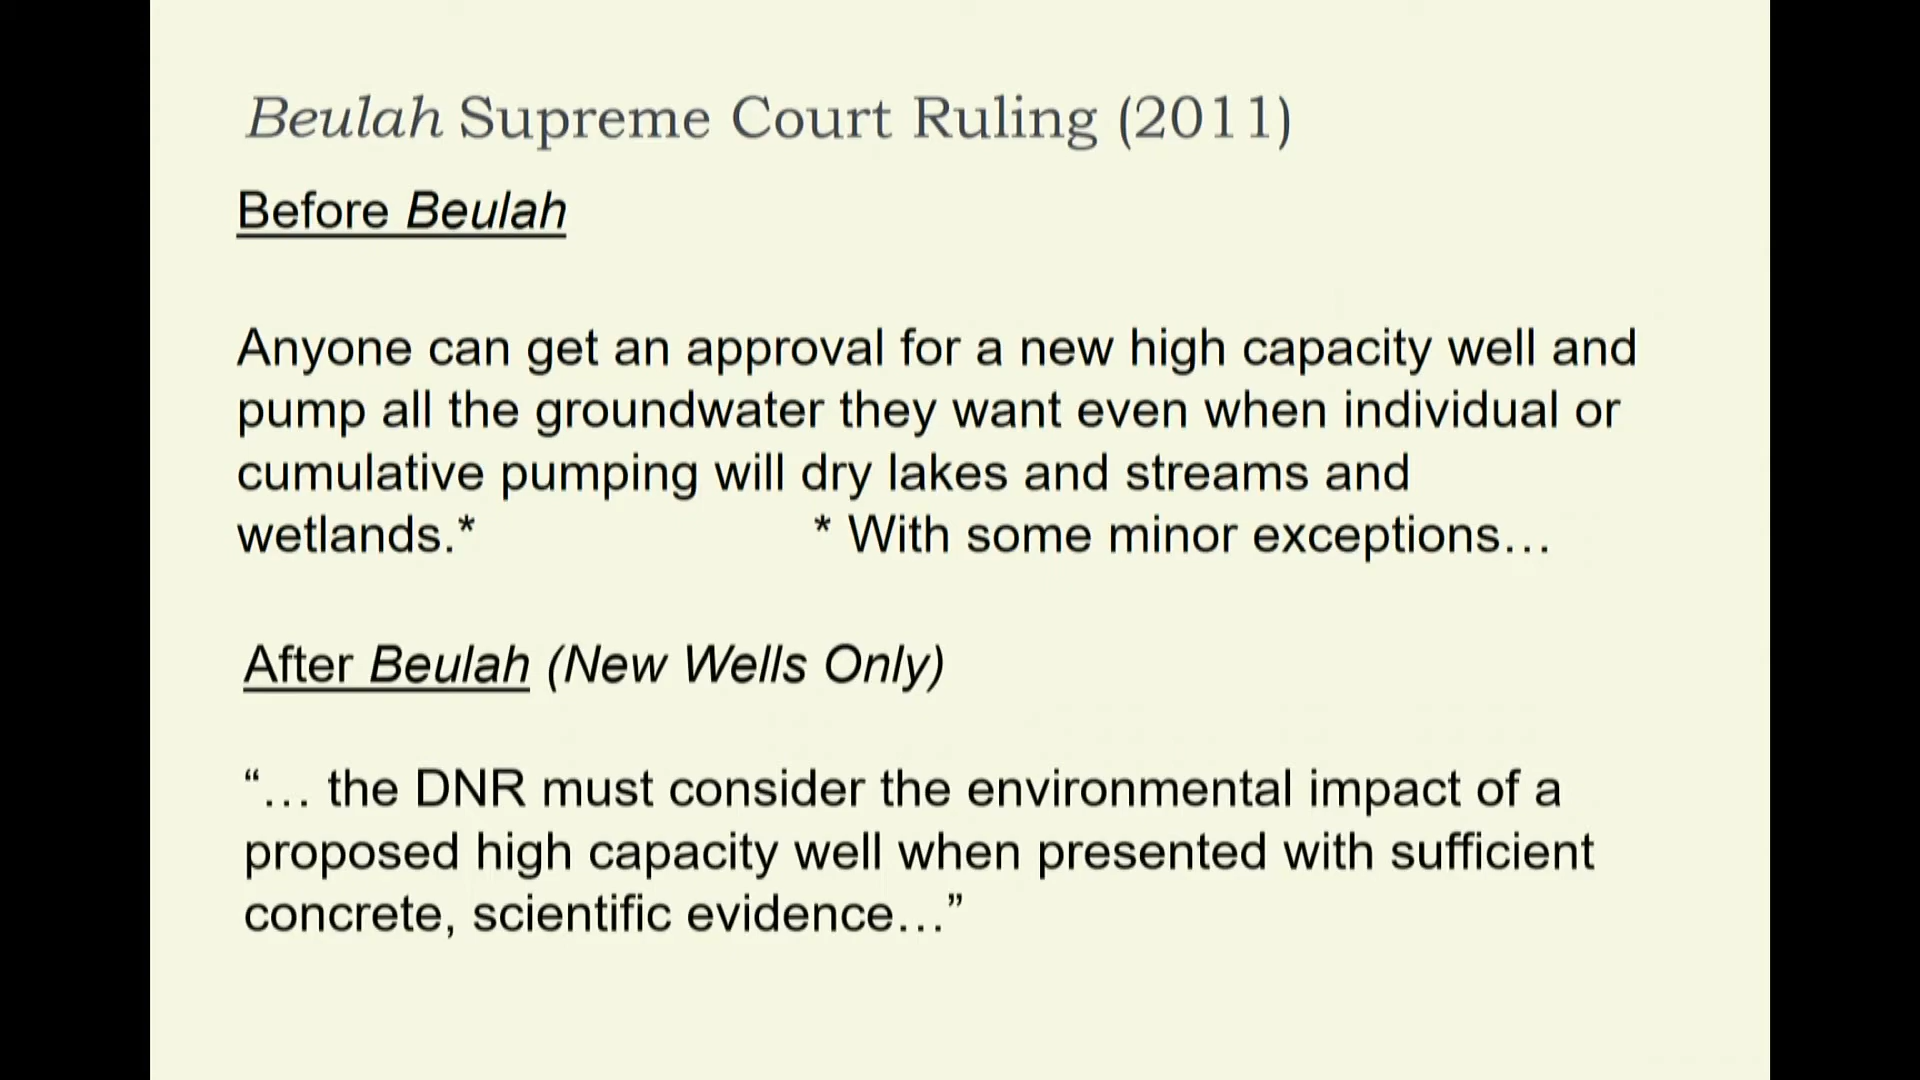 Beulah Supreme Court Ruling (2011)
Before Beulah
Anyone can get an approval for a new high capacity well and
pump all the groundwater they want even when individual or
cumulative pumping will dry lakes and streams and
wetlands.* * With some minor exceptions…
After Beulah (New Wells Only)
“… the DNR must consider the environmental impact of a
proposed high capacity well when presented with sufficient
concrete, scientific evidence…”